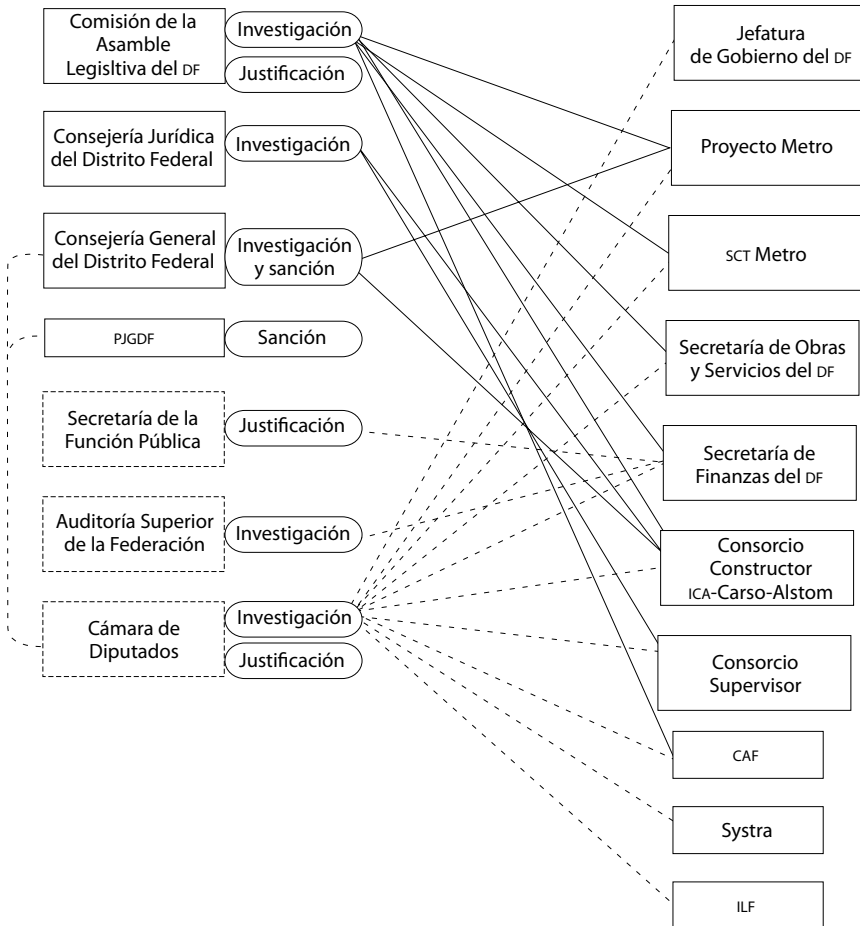 Comisión de la
Asamble
Legisltiva del DF
Investigación
Justificación
Consejería Jurídica
del Distrito Federal
Investigación
Consejería General
del Distrito Federal
Investigación
y sanción
PJGDF
Sanción
Secretaría de la
Función Pública
Justificación
Auditoría Superior
de la Federación
Investigación
Cámara de
Diputados
Investigación
Justificación
Jefatura
de Gobierno del DF
Proyecto Metro
SCT Metro
Secretaría de Obras
y Servicios del DF
Secretaría de
Finanzas del DF
Consorcio
Constructor
ICA-Carso-Alstom
Consorcio
Supervisor
CAF
Systra
ILF